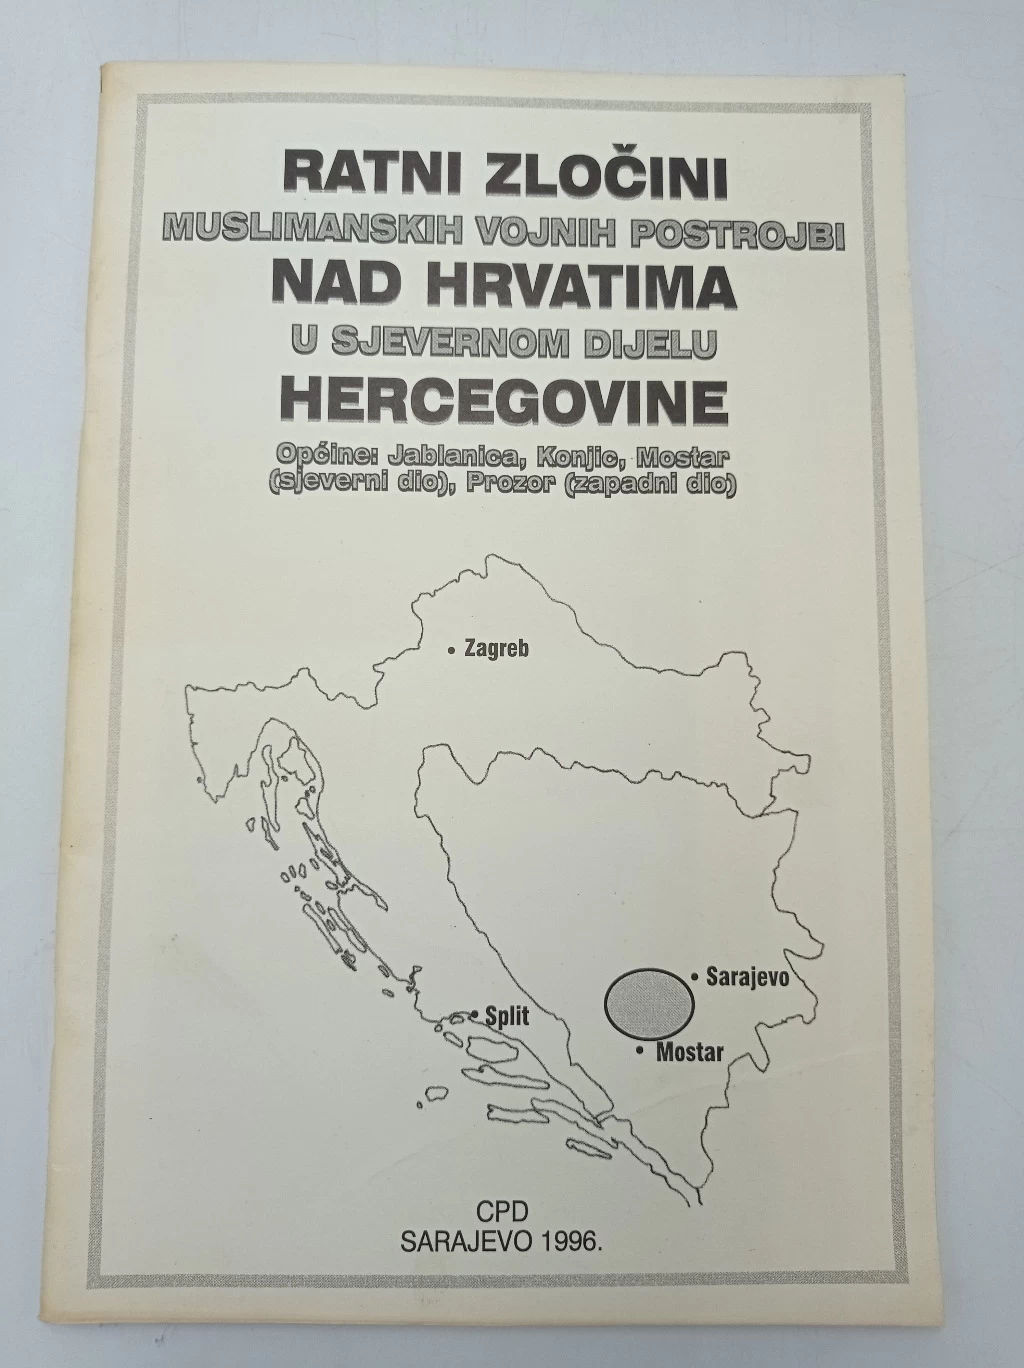 RATNI ZLOČINI
MUSLIMANSKIH VOJNIH POSTROJBI
NAD HRVATIMA
U SJEVERNOM DIJELU
HERCEGOVINE
Općine: Jablanica, Konjic, Mostar
(sjeverni dio), Prozor (zapadni dio)
Zagreb
Sarajevo
Split
Mostar
CPD
SARAJEVO 1996.